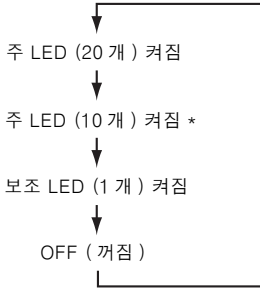 주 LED (20 개 ) 켜짐
주 LED (10 개 ) 켜짐 *
보조 LED (1 개 ) 켜짐
OFF ( 꺼짐 )